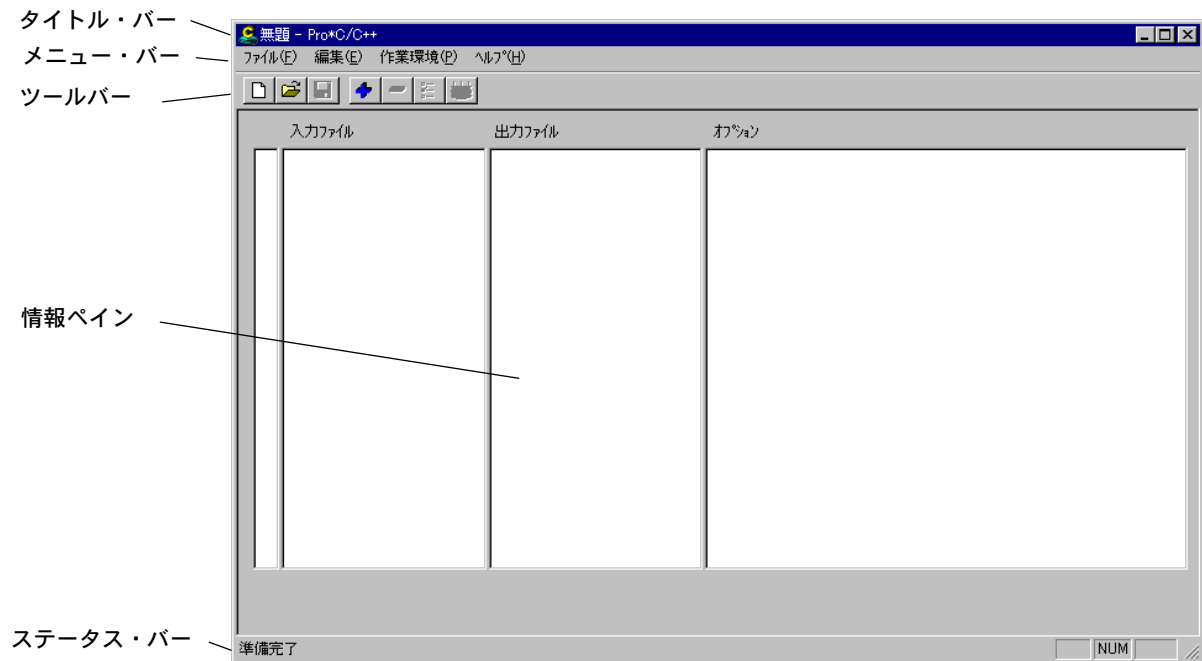 タイトル・バー
無題 - Pro*C/C++
メニュー・バー
ﾌｧｲﾙ(F) 編集(E) 作業環境(P) ﾍﾙﾌﾟ(H)
ツールバー
入力ﾌｧｲﾙ 出力ﾌｧｲﾙ ｵﾌﾟｼｮﾝ
情報ペイン
ステータス・バー
準備完了 NUM